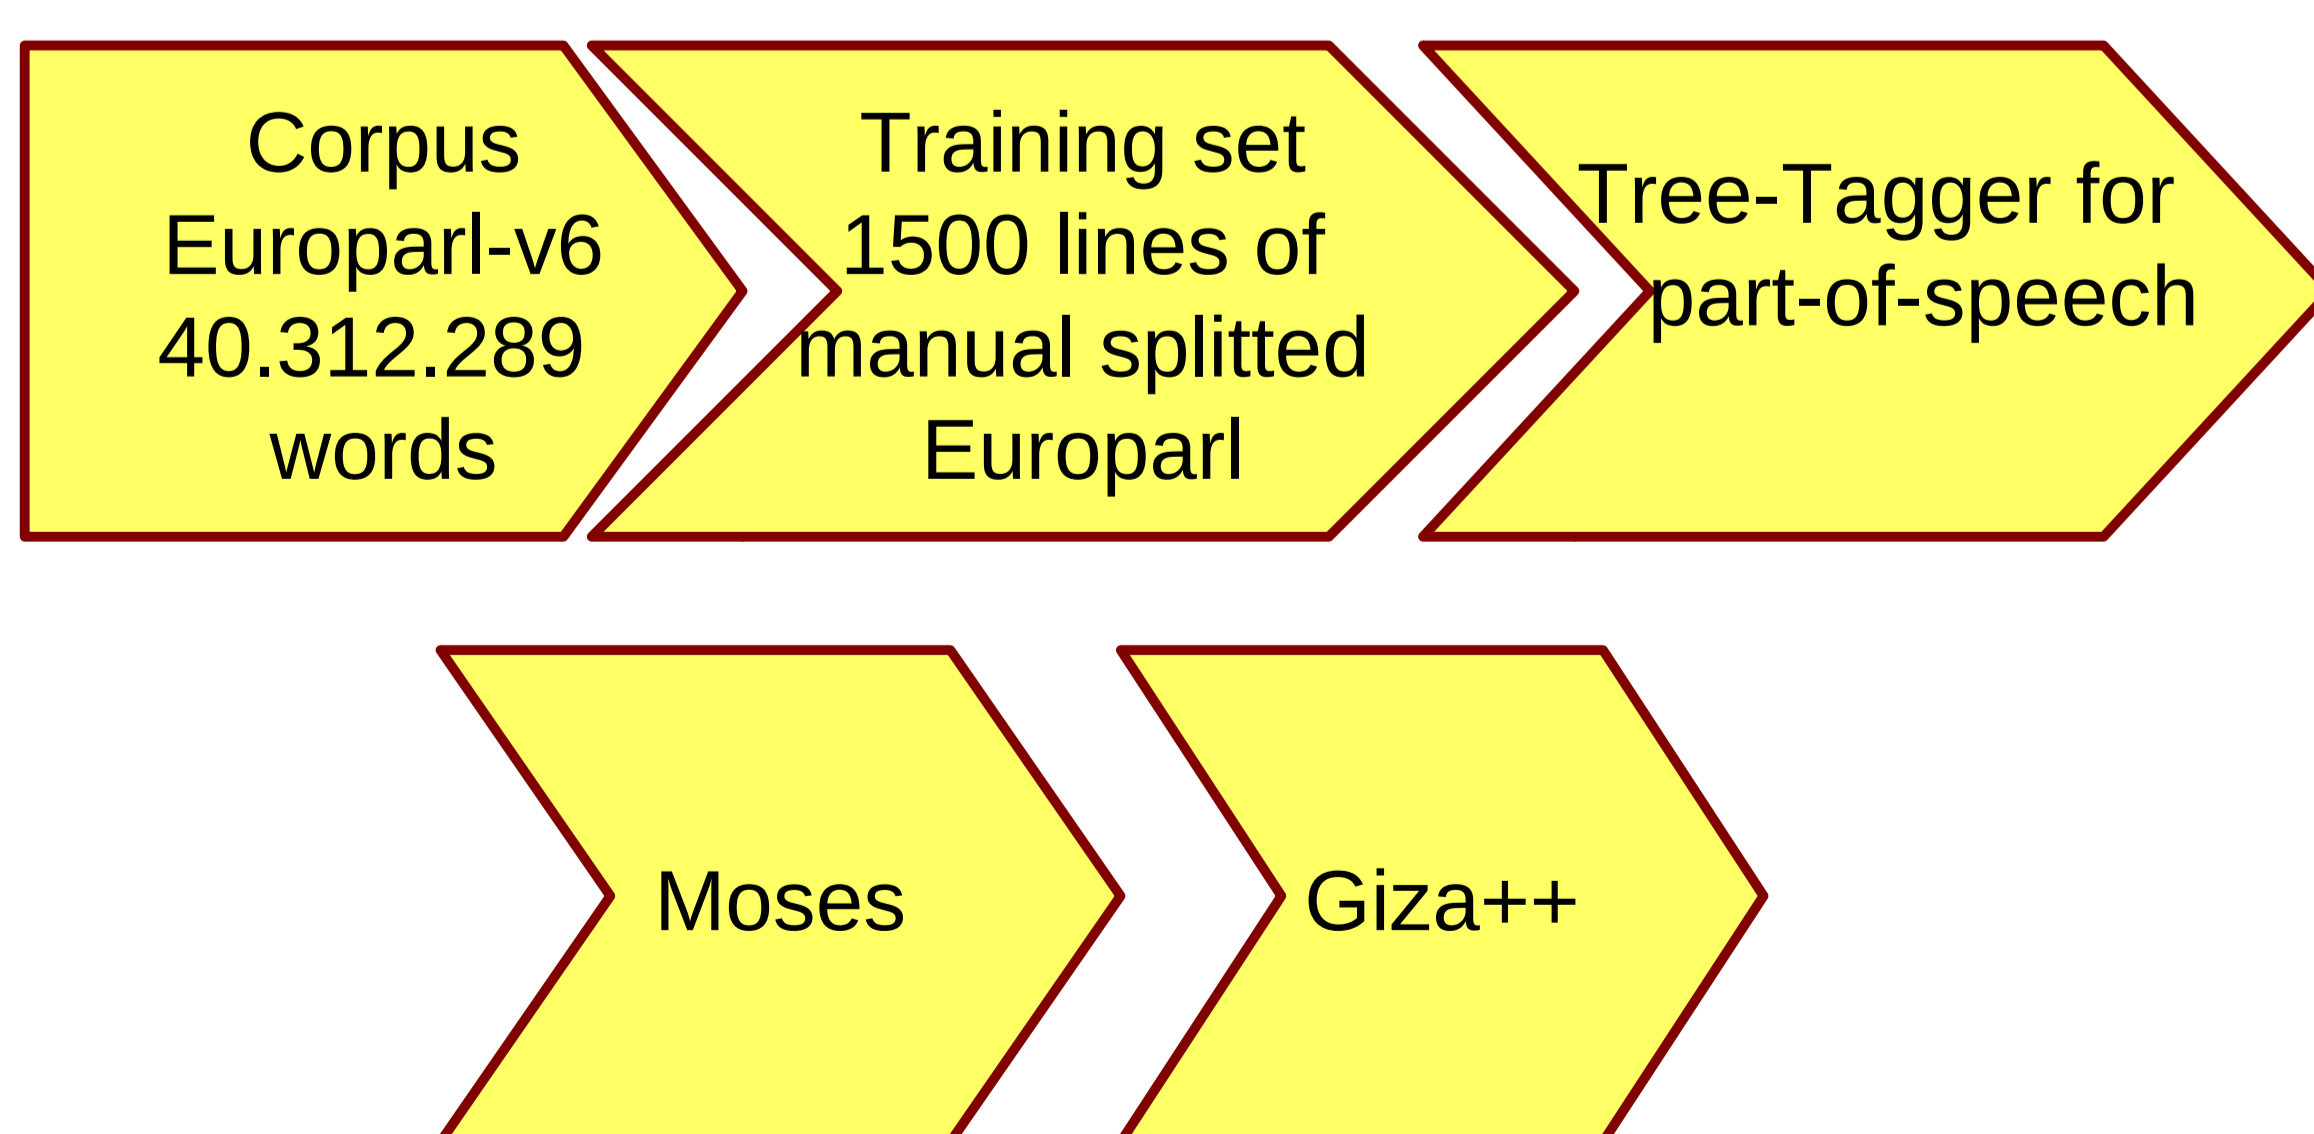 Corpus
Europarl-v6
40.312.289
words
Training set
1500 lines of
manual splitted
Europarl
Tree-Tagger for
part-of-speech
Moses
Giza++